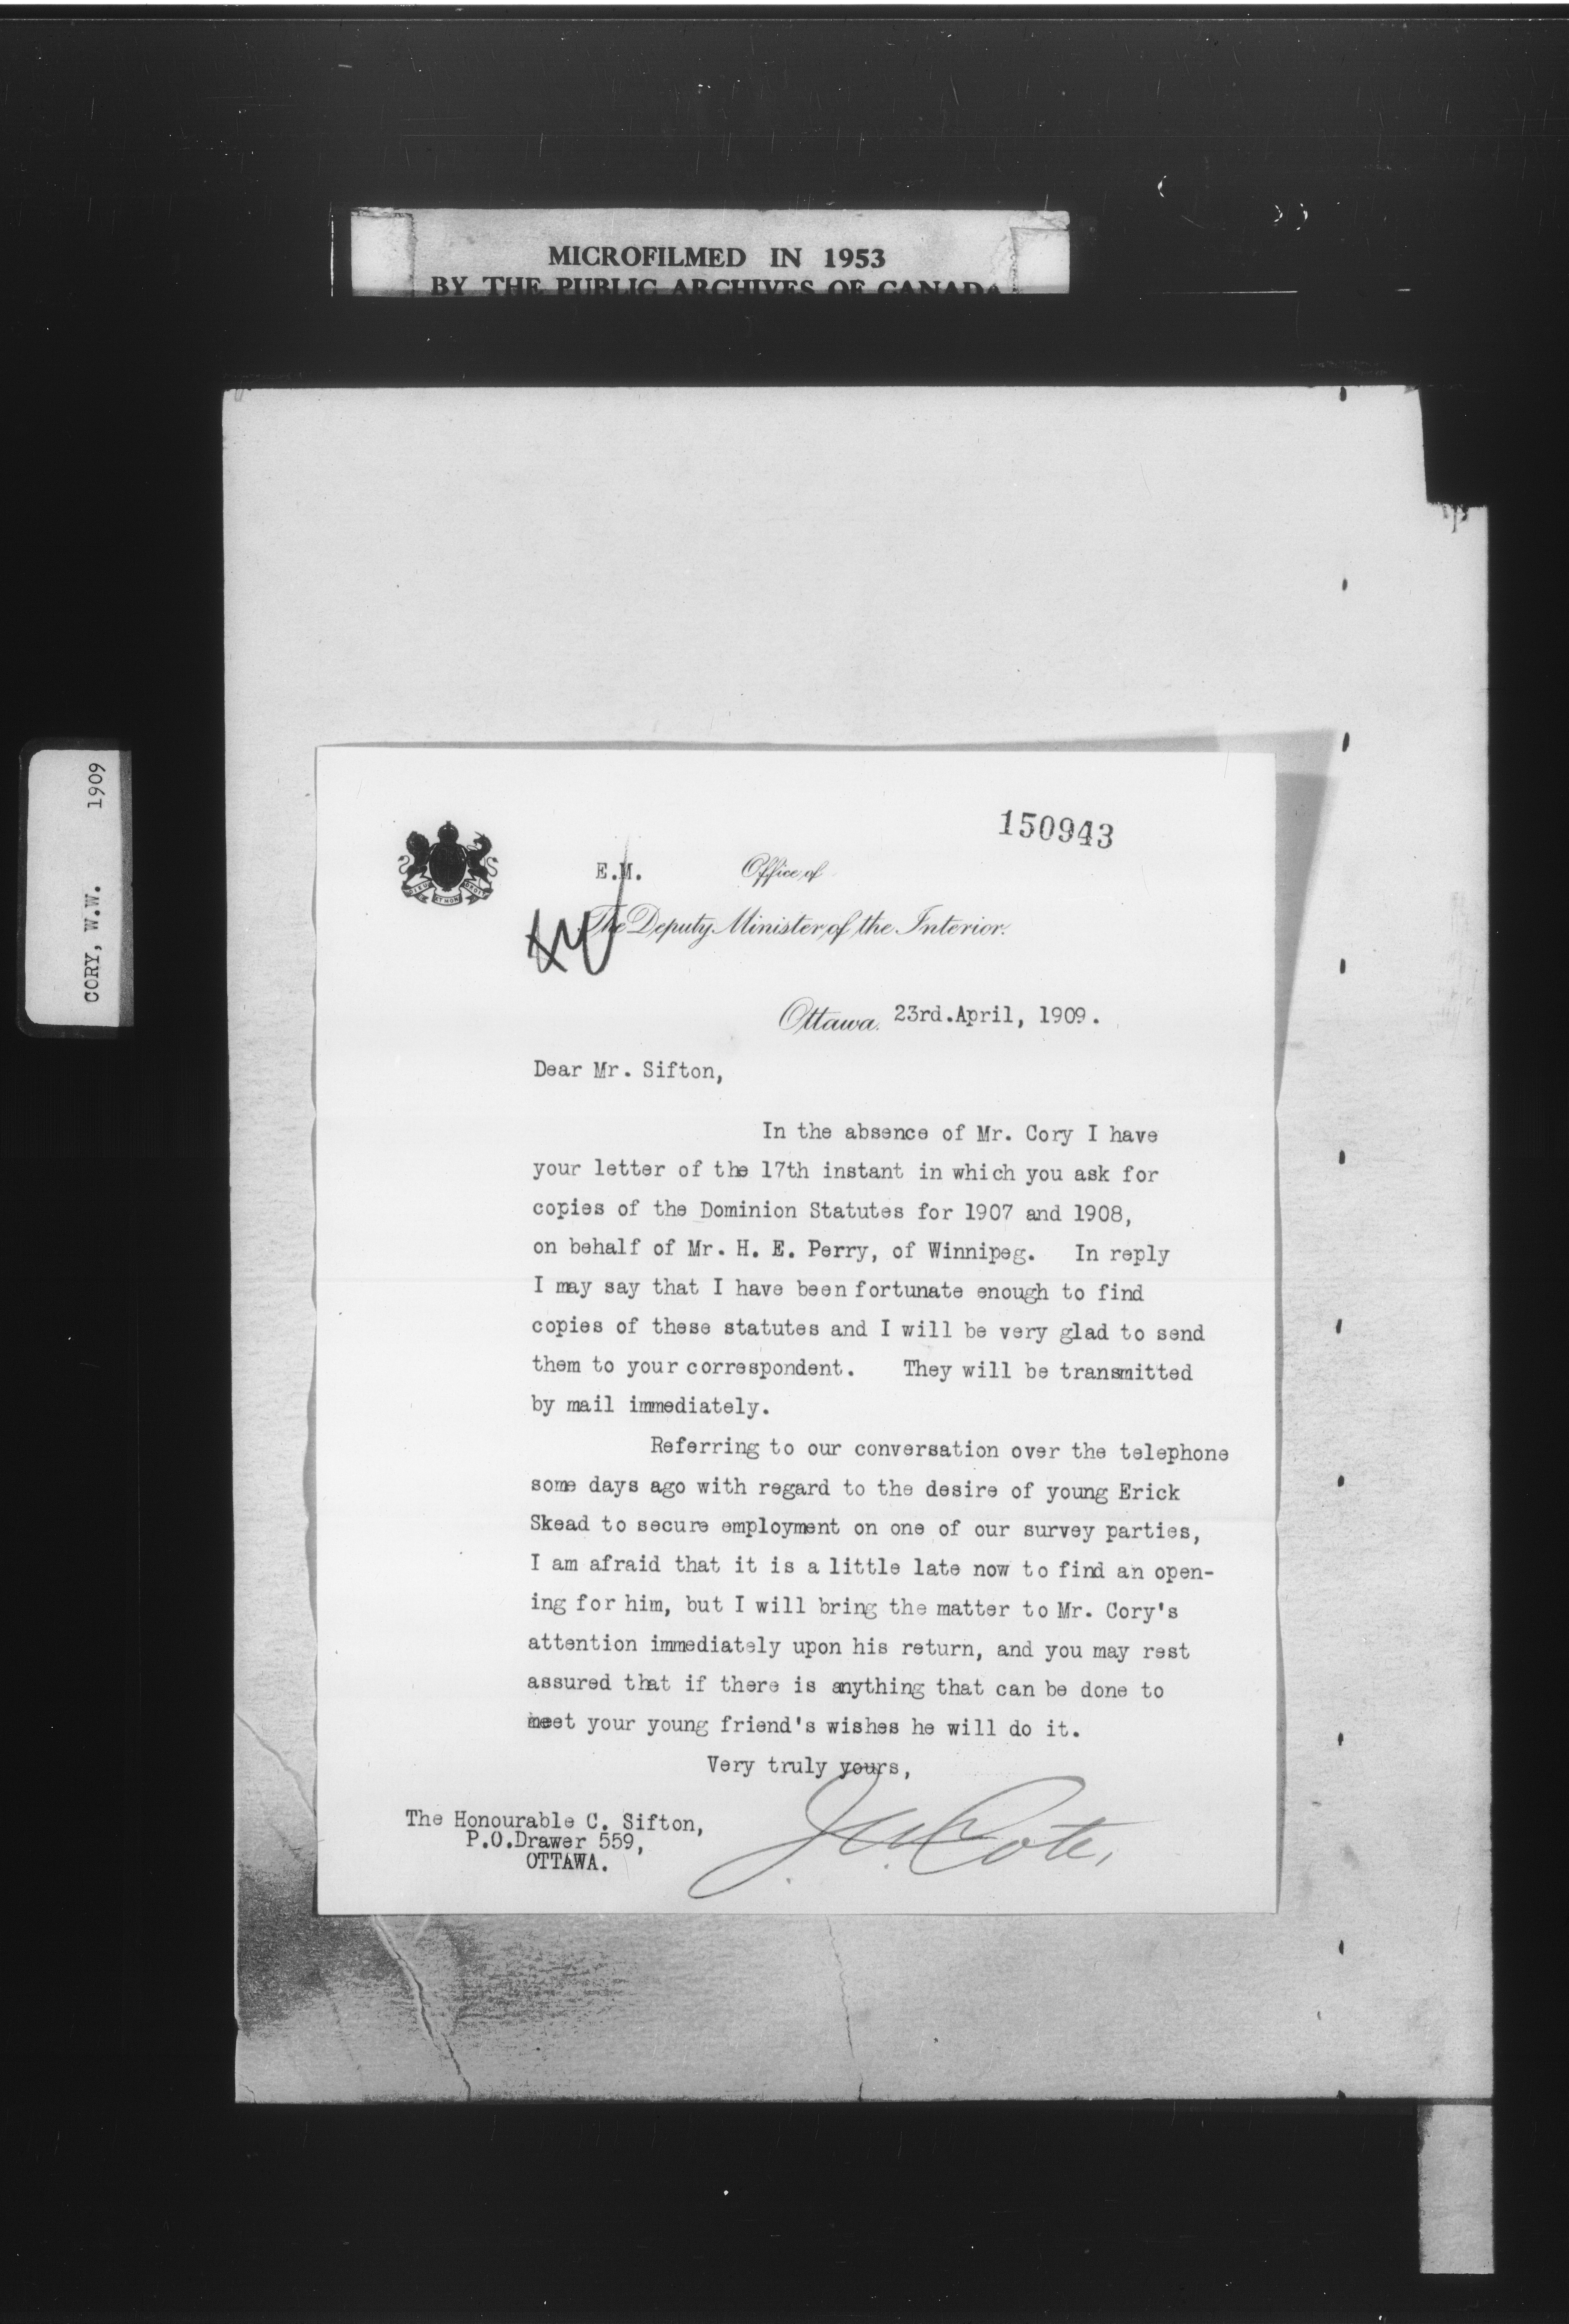 MICROFILMED IN 1953
BY THE PUBLIC ARCHIVES OF CANADA
CORY, W.W. 1909
150943
E.M. Office of
The Deputy Minister of the Interior.
Ottawa. 23rd.April, 1909.
Dear Mr. Sifton,
In the absence of Mr. Cory I have
your letter of the 17th instant in which you ask for
copies of the Dominion Statutes for 1907 and 1908,
on behalf of Mr. H. E. Perry, of Winnipeg. In reply
I may say that I have been fortunate enough to find
copies of these statutes and I will be very glad to send
them to your correspondent. They will be transmitted
by mail immediately.
Referring to our conversation over the telephone
some days ago with regard to the desire of young Erick
Skead to secure employment on one of our survey parties,
I am afraid that it is a little late now to find an open-
ing for him, but I will bring the matter to Mr. Cory's
attention immediately upon his return, and you may rest
assured that if there is anything that can be done to
meet your young friend's wishes he will do it.
Very truly yours,
The Honourable C. Sifton,
P.O.Drawer 559,
OTTAWA.
Cote,